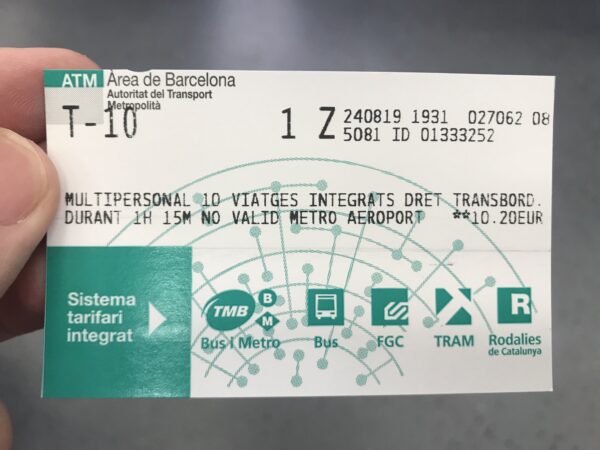 ATM Àrea de Barcelona
Autoritat del Transport
Metropolità
T-10 1 Z 240819 1931 027062 08
5081 ID 01333252
MULTIPERSONAL 10 VIATGES INTEGRATS DRET TRANSBORD.
DURANT 1H 15M NO VALID METRO AEROPORT **10.20EUR
Sistema
tarifari
integrat
TMB B
M
R
Bus i Metro Bus FGC TRAM Rodalies
de Catalunya